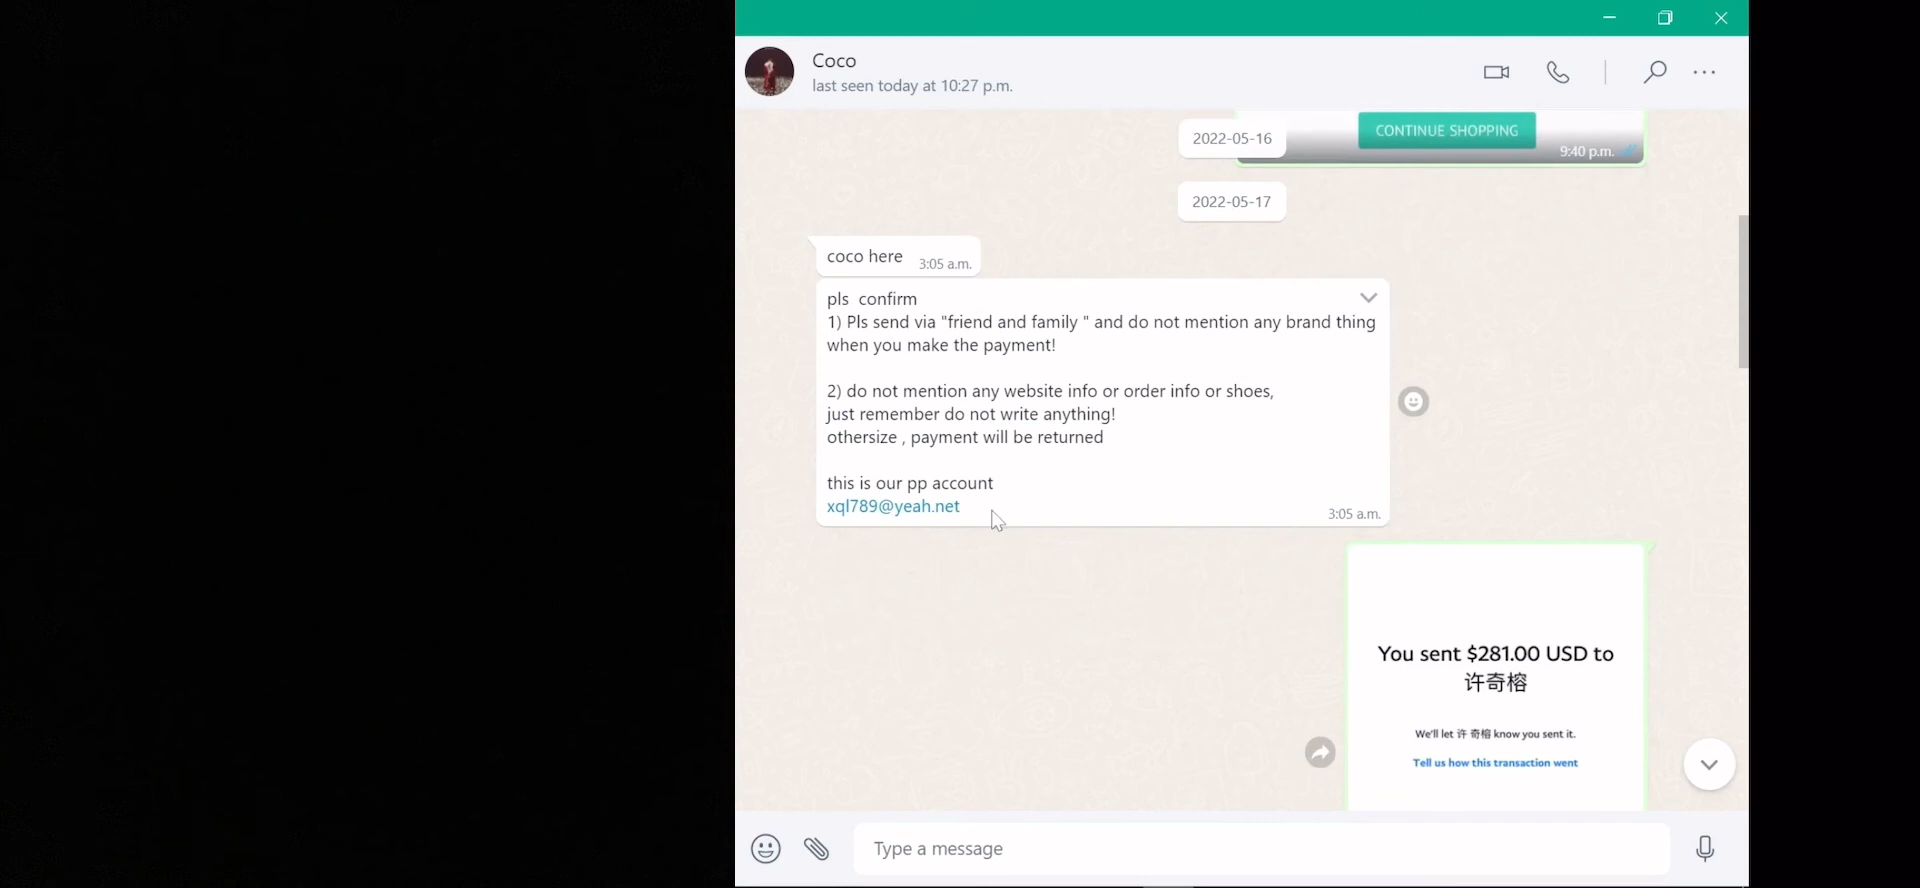 Coco
last seen today at 10:27 p.m.
CONTINUE SHOPPING
2022-05-16
9:40 p.m.
2022-05-17
coco here
3:05 a.m.
pls confirm
1) Pls send via "friend and family " and do not mention any brand thing
when you make the payment!
2) do not mention any website info or order info or shoes,
just remember do not write anything!
othersize , payment will be returned
this is our pp account
xql789@yeah.net
3:05 a.m.
You sent $281.00 USD to
许奇榕
We'll let 许 奇榕 know you sent it.
Tell us how this transaction went
Type a message